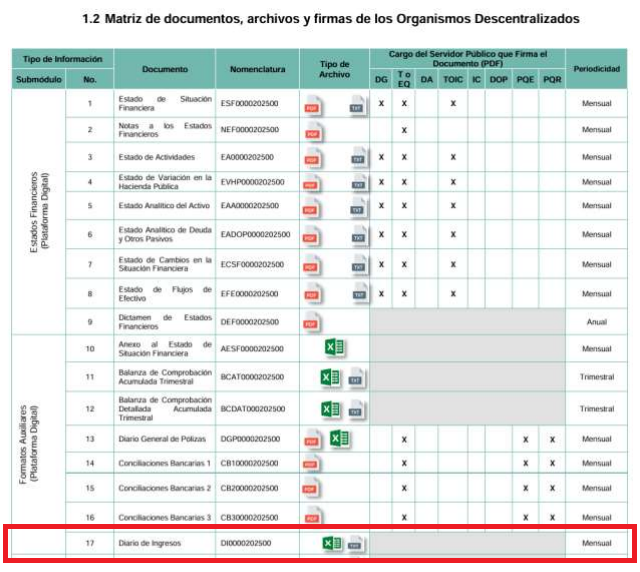 1.2 Matriz de documentos, archivos y firmas de los Organismos Descentralizados
Tipo de Información
Documento
Nomenclatura
Tipo de
Archivo
Cargo del Servidor Público que Firma el
Documento (PDF)
Periodicidad
Submódulo No. DG T o EQ DA TOIC IC DOP PQE PQR
Estados Financieros
(Plataforma Digital)
1 Estado de Situación Financiera ESF0000202500 PDF TXT X X X Mensual
2 Notas a los Estados Financieros NEF0000202500 PDF X Mensual
3 Estado de Actividades EA0000202500 PDF TXT X X X Mensual
4 Estado de Variación en la Hacienda Pública EVHP0000202500 PDF TXT X X X Mensual
5 Estado Analítico del Activo EAA0000202500 PDF TXT X X X Mensual
6 Estado Analítico de Deuda y Otros Pasivos EADOP0000202500 PDF TXT X X X Mensual
7 Estado de Cambios en la Situación Financiera ECSF0000202500 PDF TXT X X X Mensual
8 Estado de Flujos de Efectivo EFE0000202500 PDF TXT X X X Mensual
9 Dictamen de Estados Financieros DEF0000202500 PDF Anual
Formatos Auxiliares
(Plataforma Digital)
10 Anexo al Estado de Situación Financiera AESF0000202500 X Mensual
11 Balanza de Comprobación Acumulada Trimestral BCAT0000202500 X TXT Trimestral
12 Balanza de Comprobación Detallada Acumulada Trimestral BCDAT000202500 X TXT Trimestral
13 Diario General de Polizas DGP0000202500 PDF X X X X Mensual
14 Conciliaciones Bancarias 1 CB10000202500 PDF X X X Mensual
15 Conciliaciones Bancarias 2 CB20000202500 PDF X X X Mensual
16 Conciliaciones Bancarias 3 CB30000202500 PDF X X X Mensual
17 Diario de Ingresos DI0000202500 X TXT Mensual